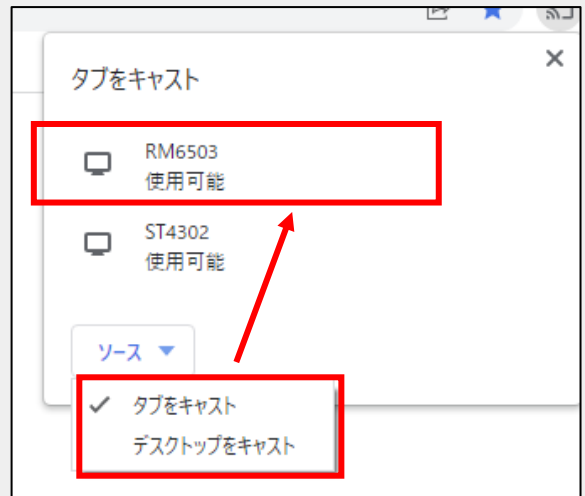 タブをキャスト
RM6503
使用可能
ST4302
使用可能
ソース
タブをキャスト
デスクトップをキャスト